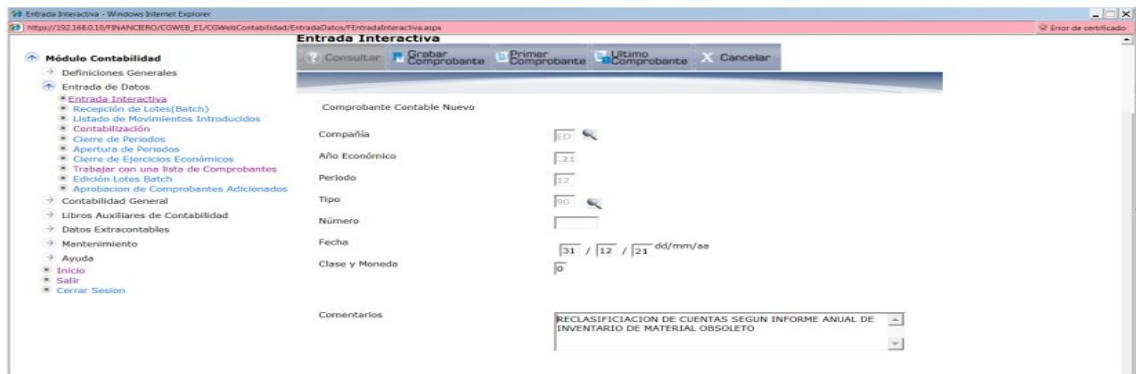 Entrada Interactiva - Windows Internet Explorer
https://192.168.0.10/FINANCIERO/CGWEB_E1/CGWebContabilidad/EntradaDatos/FEntradaInteractiva.aspx Error de certificado
Entrada Interactiva
Consultar Grabar Comprobante Primer Comprobante Ultimo Comprobante X Cancelar
Módulo Contabilidad
Definiciones Generales
Entrada de Datos
Entrada Interactiva
Recepción de Lotes(Batch)
Listado de Movimientos Introducidos
Contabilización
Cierre de Periodos
Apertura de Periodos
Cierre de Ejercicios Económicos
Trabajar con una lista de Comprobantes
Edición Lotes Batch
Aprobacion de Comprobantes Adicionados
Contabilidad General
Libros Auxiliares de Contabilidad
Datos Extracontables
Mantenimiento
Ayuda
Inicio
Salir
Cerrar Sesion
Comprobante Contable Nuevo
Compañía ED
Año Económico 21
Periodo 12
Tipo 90
Número
Fecha 31 / 12 / 21 dd/mm/aa
Clase y Moneda 0
Comentarios RECLASIFICIACION DE CUENTAS SEGUN INFORME ANUAL DE
INVENTARIO DE MATERIAL OBSOLETO